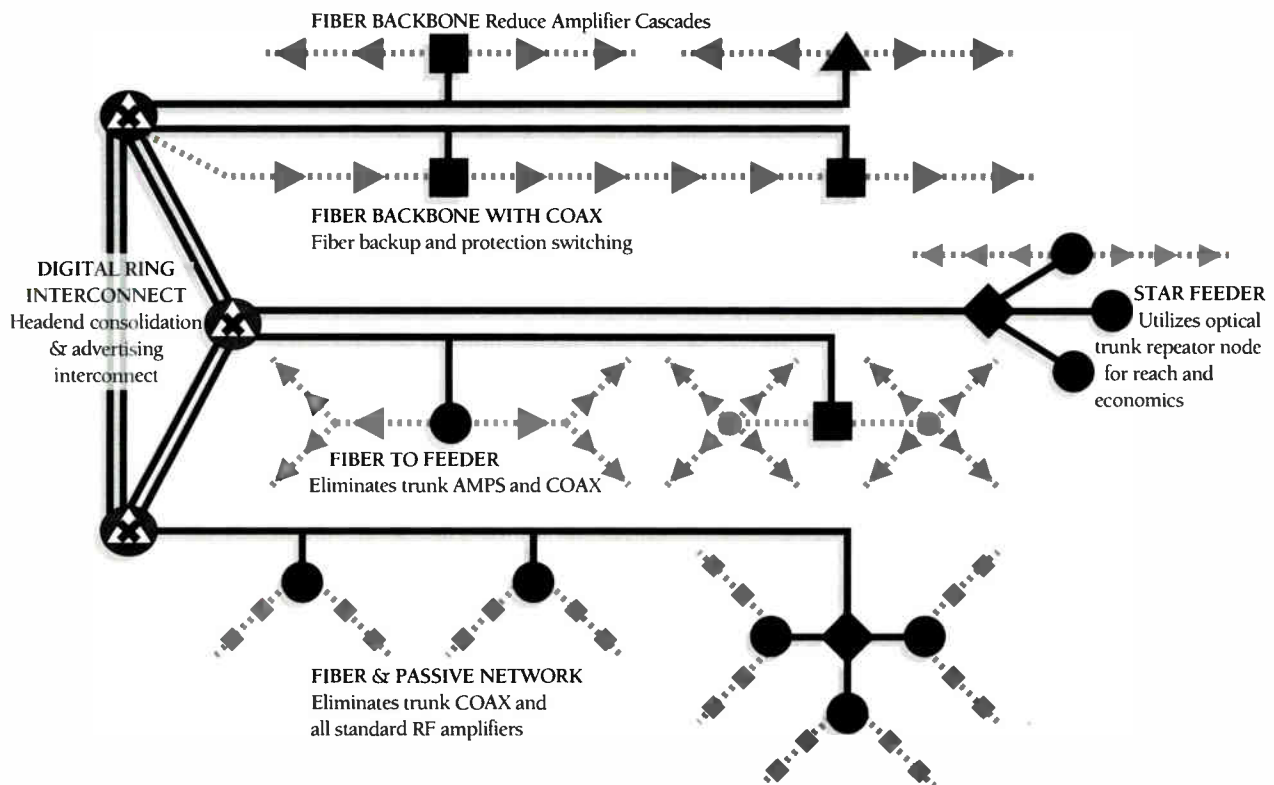 FIBER BACKBONE Reduce Amplifier Cascades
FIBER BACKBONE WITH COAX
Fiber backup and protection switching
DIGITAL RING
INTERCONNECT
Headend consolidation
& advertising
interconnect
STAR FEEDER
Utilizes optical
trunk repeator node
for reach and
economics
FIBER TO FEEDER
Eliminates trunk AMPS and COAX
FIBER & PASSIVE NETWORK
Eliminates trunk COAX and
all standard RF amplifiers